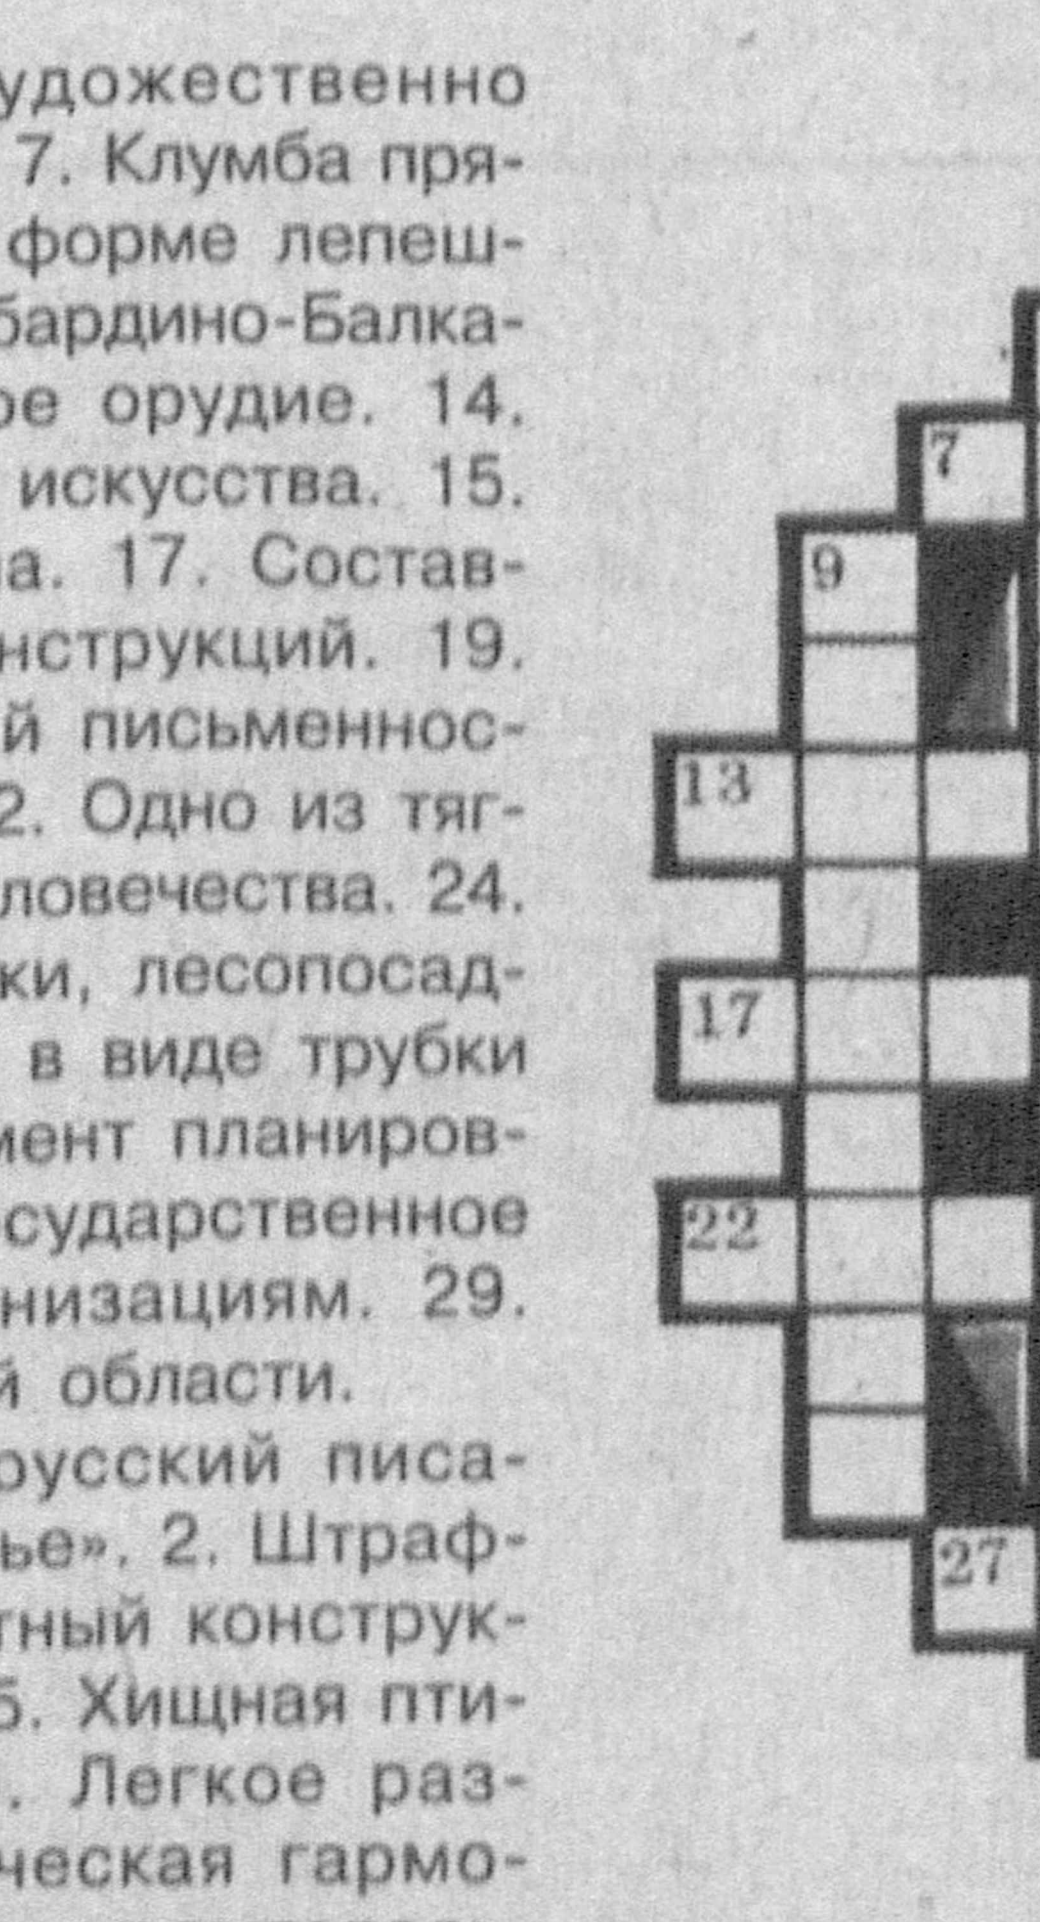 удожественно
7. Клумба пря-
форме лепеш-
бардино-Балка-
ое орудие. 14.
искусства. 15.
на. 17. Состав-
нструкций. 19.
й письменнос-
2. Одно из тяг-
ловечества. 24.
ки, лесопосад-
в виде трубки
мент планиров-
осударственное
низациям. 29.
й области.
русский писа-
ье». 2. Штраф-
тный конструк-
5. Хищная пти-
. Легкое раз-
ческая гармо-
7
9
13
17
22
27